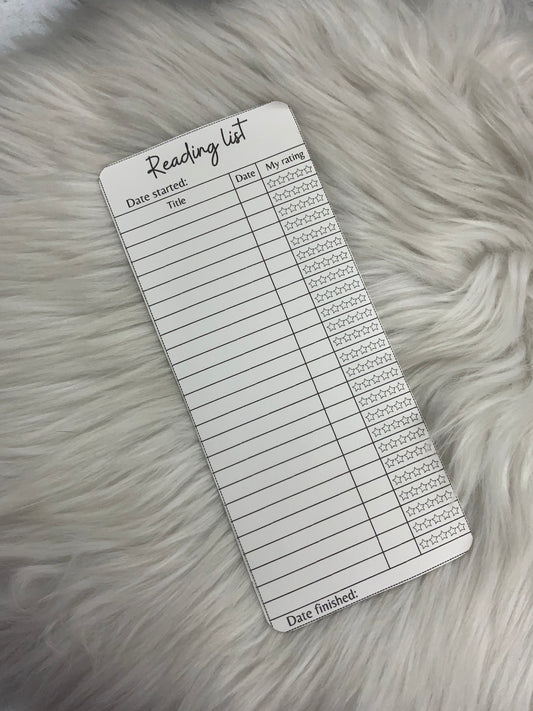 Reading list
Date started:
Title Date My rating
Date finished: